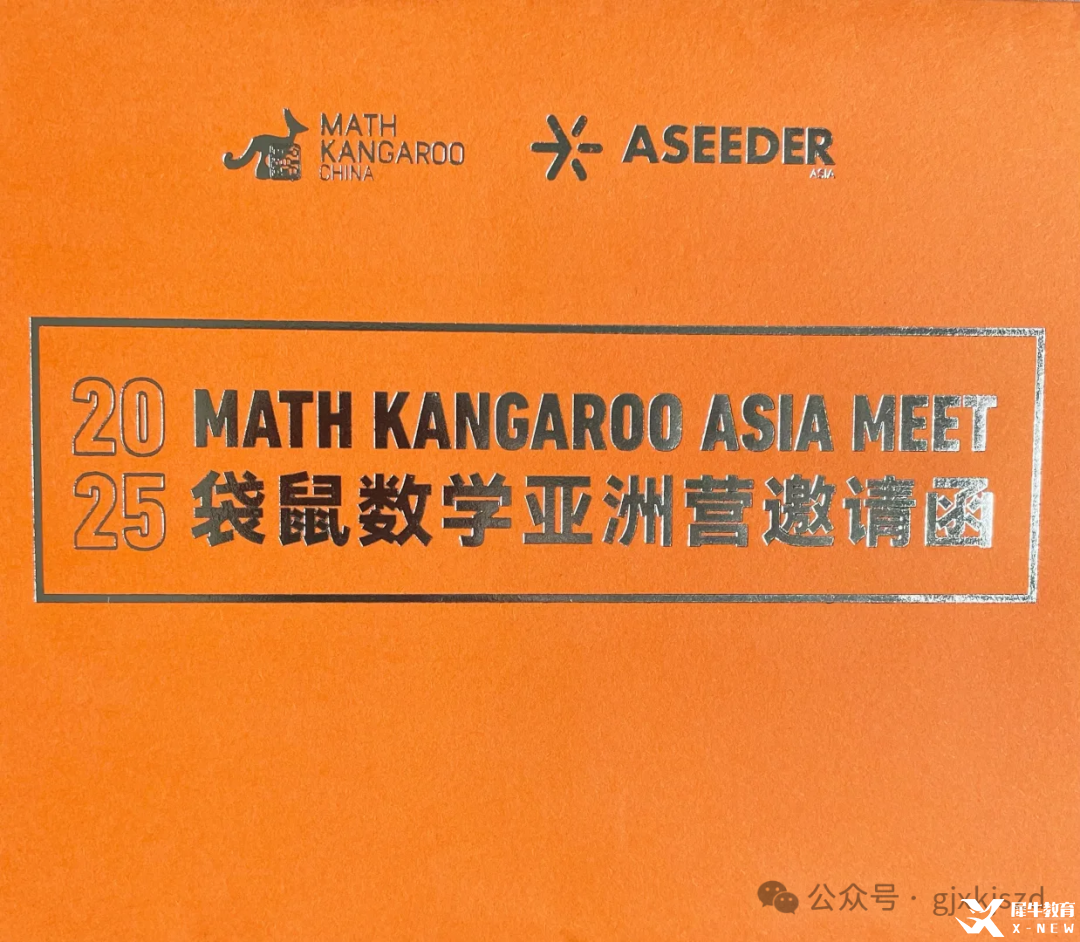 MATH
KANGAROO
CHINA
ASEEDER
ASIA
20
25
MATH KANGAROO ASIA MEET
袋鼠数学亚洲营邀请函
公众号 · gjxkjszd
犀牛教育
X-NEW